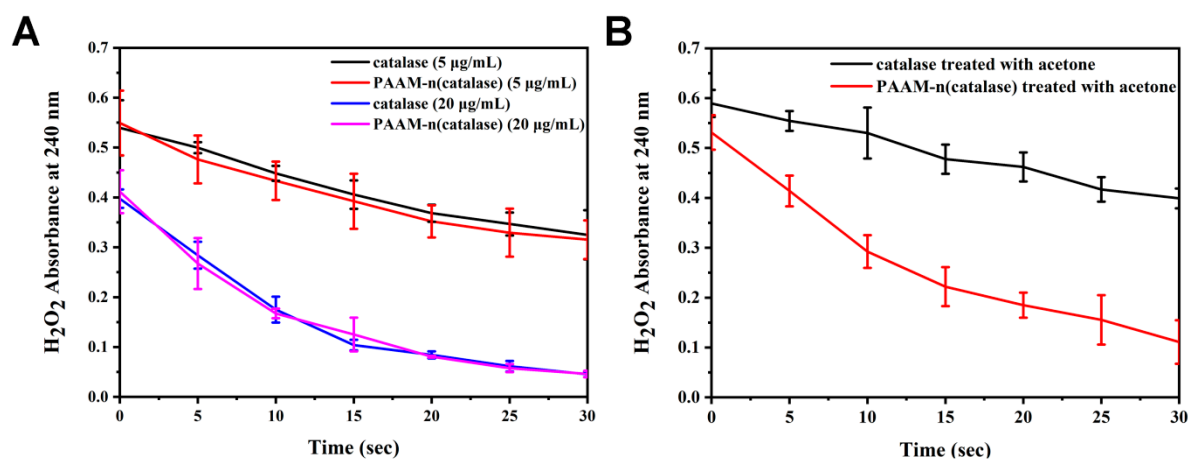 A
catalase (5 µg/mL)
PAAM-n(catalase) (5 µg/mL)
catalase (20 µg/mL)
PAAM-n(catalase) (20 µg/mL)
H₂O₂ Absorbance at 240 nm
0.7
0.6
0.5
0.4
0.3
0.2
0.1
0.0
0 5 10 15 20 25 30
Time (sec)
B
catalase treated with acetone
PAAM-n(catalase) treated with acetone
H₂O₂ Absorbance at 240 nm
0.7
0.6
0.5
0.4
0.3
0.2
0.1
0.0
0 5 10 15 20 25 30
Time (sec)